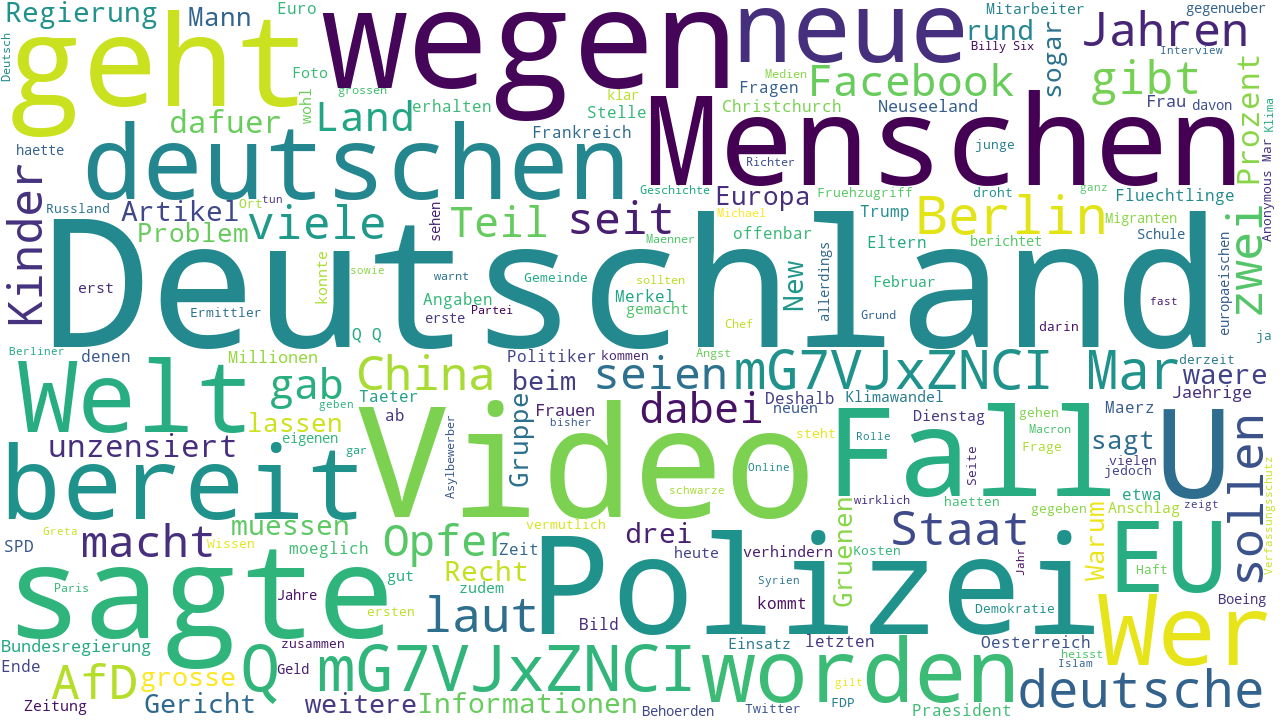 Regierung Mann Euro wegen neue Mitarbeiter gegenueber
Deutsch geht rund Billy Six sogar Jahren Interview
Foto grossen Medien Fragen Facebook gibt
dafuer wohl Land erhalten klar Stelle Christchurch Neuseeland Frau davon Prozent Klima
haette deutschen Frankreich Menschen Richter junge Anonymous Mar
Kinder Russland Artikel Ort tun Geschichte Europa Fruehzugriff droht ganz Fluechtlinge
Problem viele sehen Teil seit Maenner Michael offenbar Trump Berlin Migranten Schule zwei
Deutschland Eltern berichtet europaeischen
erst konnte sowie warnt Gemeinde sollten New allerdings Februar fast
Ermittler Angaben erste Partei Merkel gemacht Chef Grund darin ja
Q Q
Berliner denen Millionen China Politiker kommen Angst mG7VJxZNCI Mar derzeit
Welt gab geben Taeter beim seien waere
lassen ab Gruppe Frauen neuen dabei Deshalb Klimawandel Dienstag gehen Maerz Jaehrige
unzensiert eigenen gar Asylbewerber Video bisher steht Fall Rolle Macron Frage sagt U sollen
bereit schwarze Online Seite vielen jedoch
wirklich haetten gegeben etwa Anschlag zeigt Verfassungsschutz
Greta macht Wissen muessen Opfer vermutlich drei Staat Warum EU
SPD moeglich Zeit heute verhindern Kosten Gruenen Jahr Haft
sagte Paris gut Recht Polizei Syrien
Jahre ersten zudem kommt Demokratie Boeing
laut Bild Wer
Bundesregierung zusammen Einsatz letzten Oesterreich heisst
Ende AfD grosse Q Geld mG7VJxZNCI worden gilt Islam deutsche
Zeitung Gericht weitere Informationen Behoerden Twitter FDP Praesident